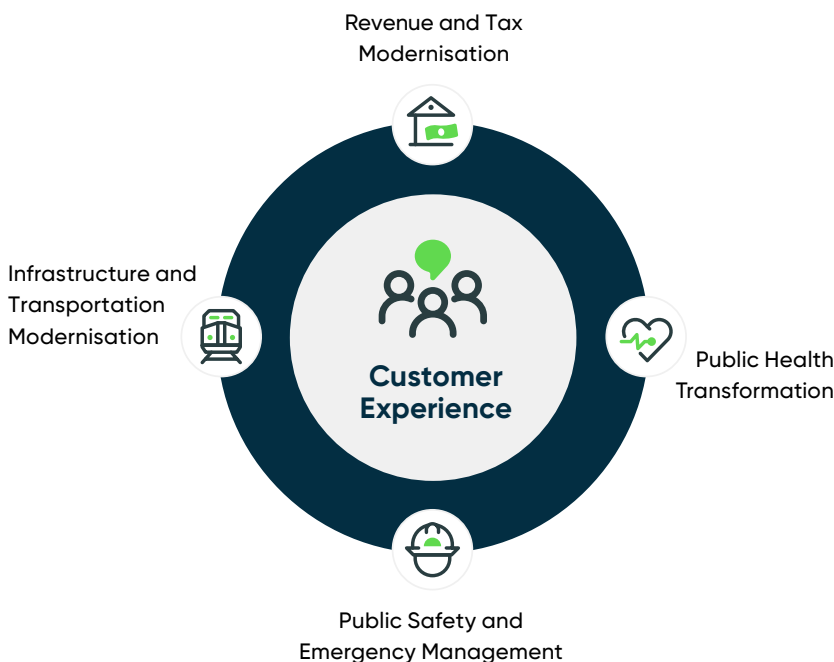 Revenue and Tax
Modernisation
Infrastructure and
Transportation
Modernisation
Customer
Experience
Public Health
Transformation
Public Safety and
Emergency Management